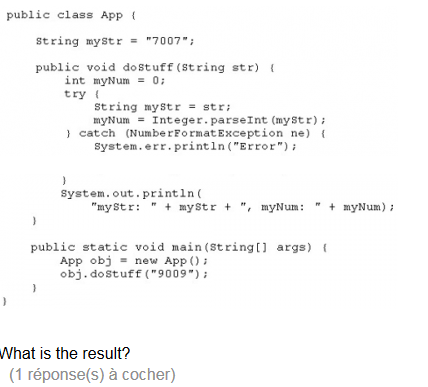 public class App {
String myStr = "7007";
public void doStuff(String str) {
int myNum = 0;
try {
String myStr = str;
myNum = Integer.parseInt(myStr);
} catch (NumberFormatException ne) {
System.err.println("Error");
}
System.out.println(
"myStr: " + myStr + ", myNum: " + myNum);
}
public static void main(String[] args) {
App obj = new App();
obj.doStuff("9009");
}
}
What is the result?
(1 réponse(s) à cocher)